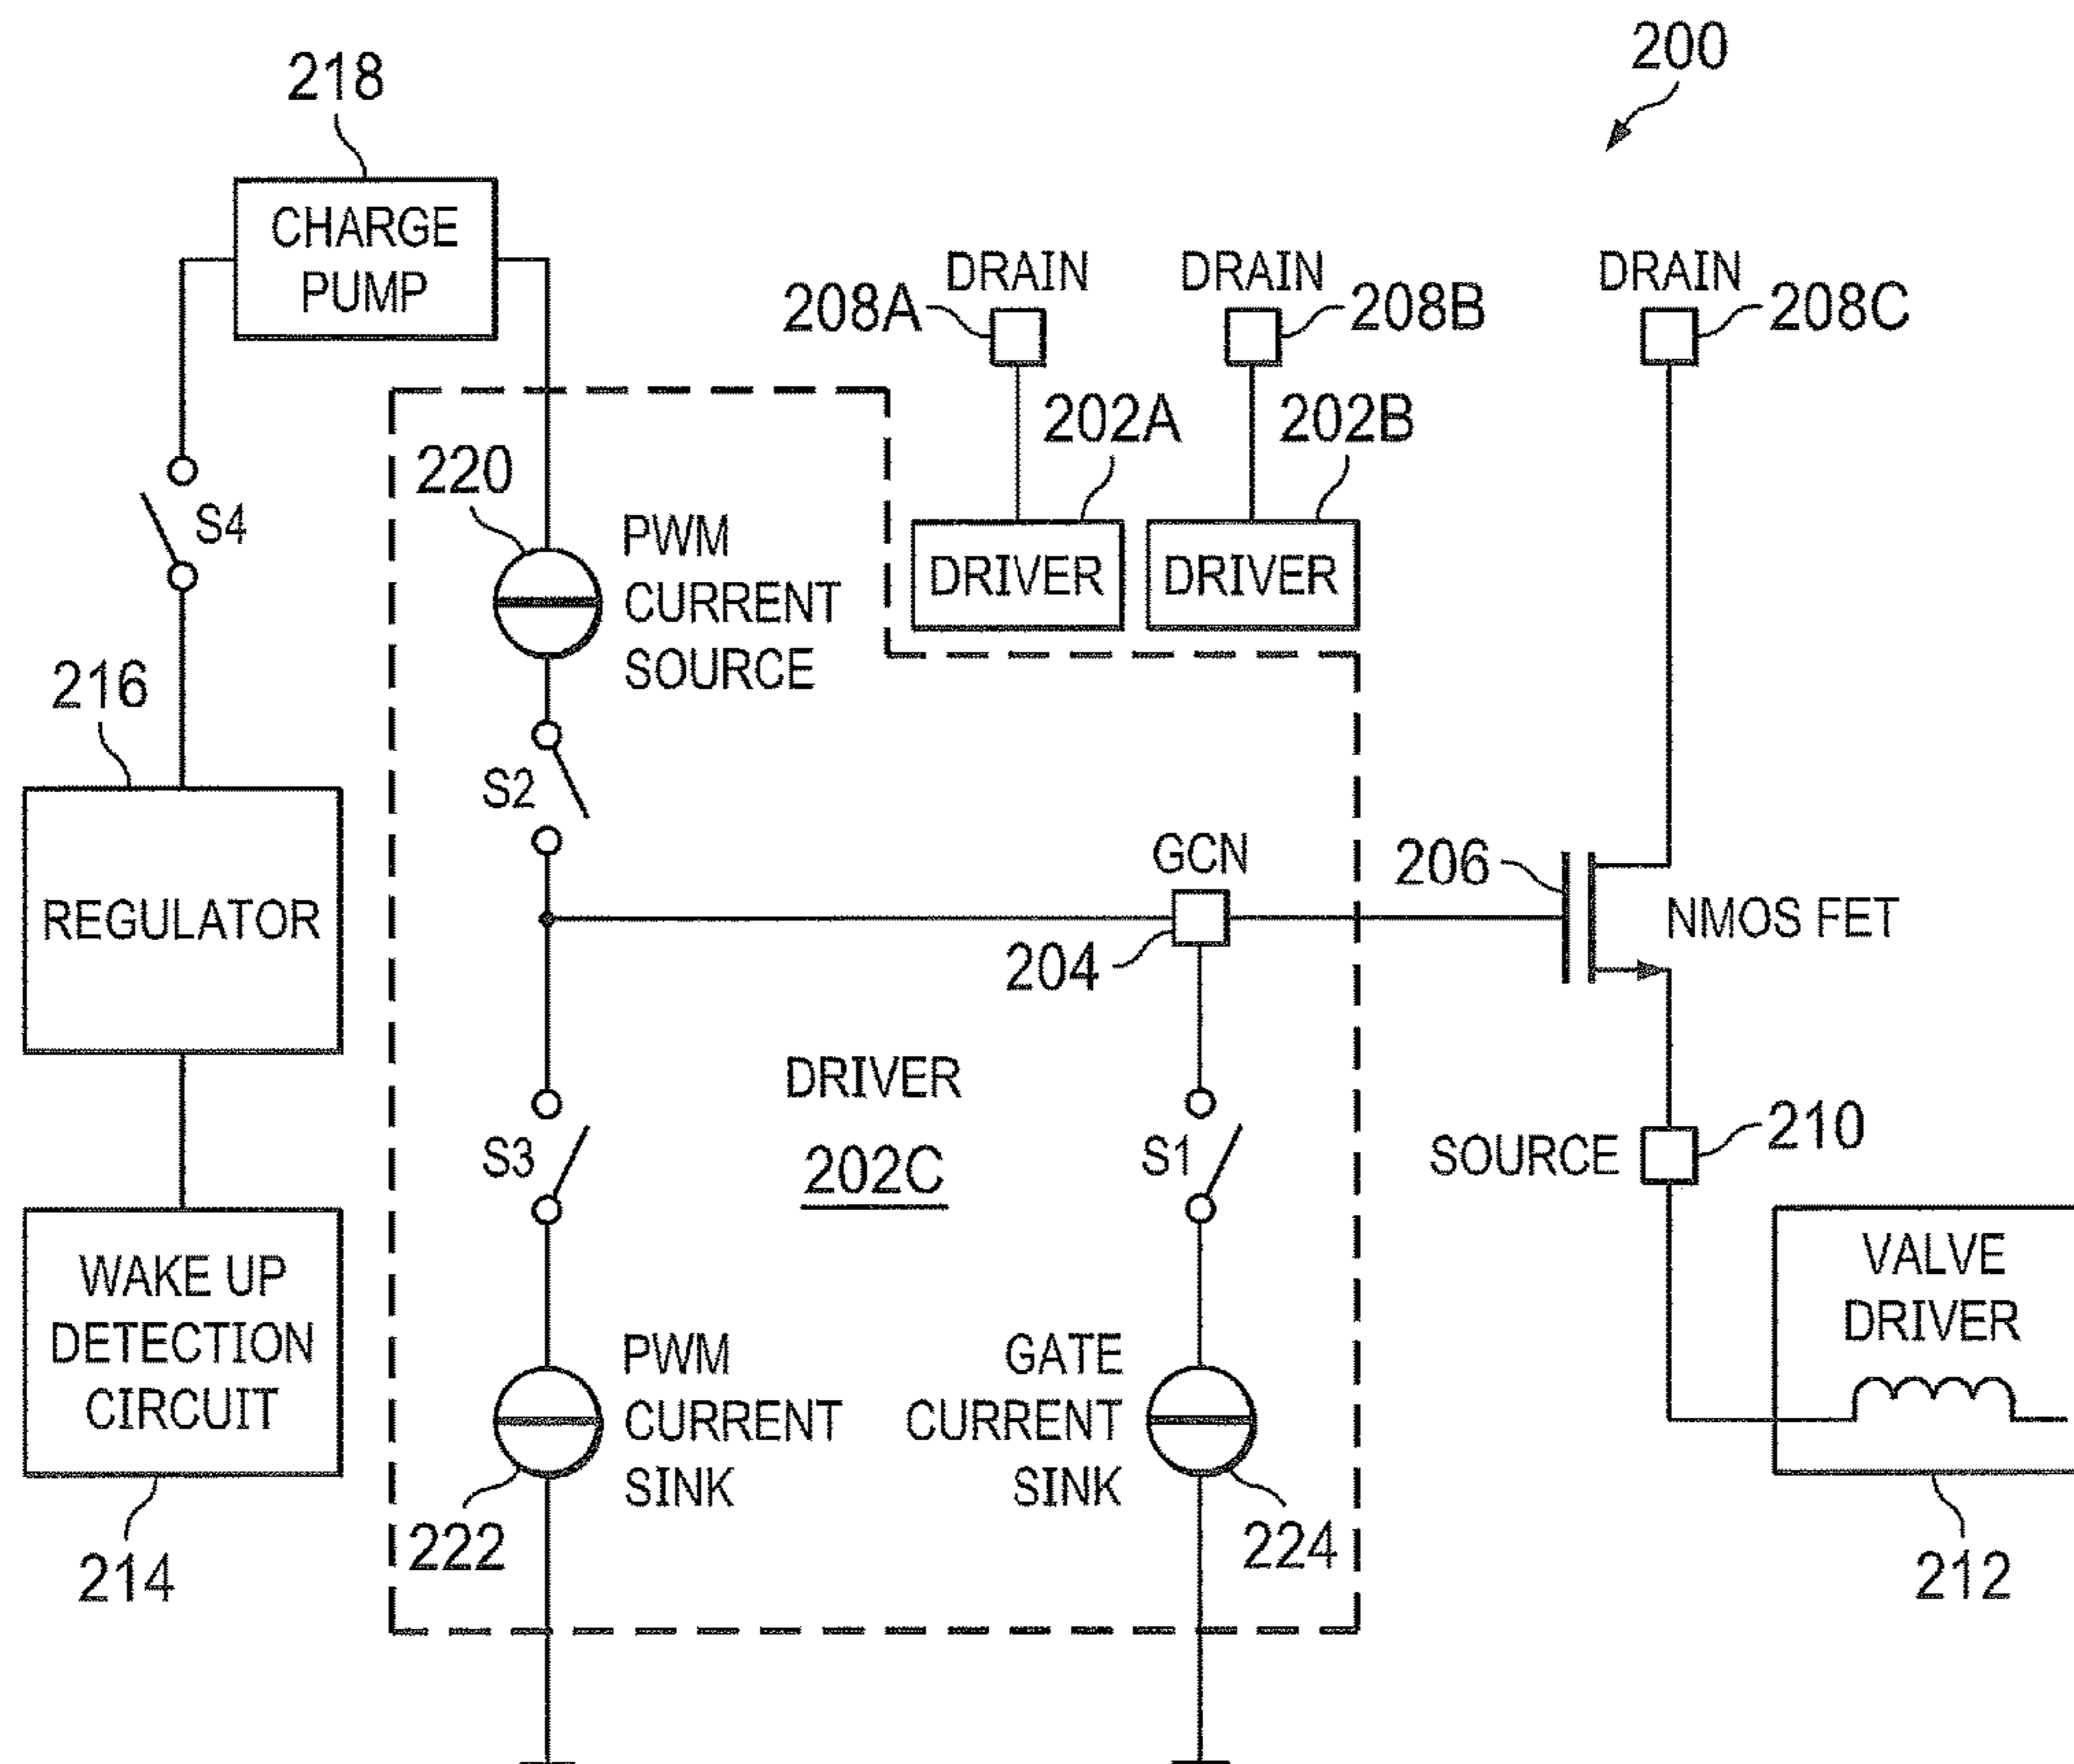 200
218
CHARGE
PUMP
DRAIN
208A
DRAIN
208B
DRAIN
208C
202A
202B
220
S4
PWM
CURRENT
SOURCE
DRIVER
DRIVER
216
S2
GCN
206
REGULATOR
NMOS FET
204
DRIVER
202C
S3
S1
SOURCE
210
WAKE UP
DETECTION
CIRCUIT
PWM
CURRENT
SINK
GATE
CURRENT
SINK
VALVE
DRIVER
222
224
214
212